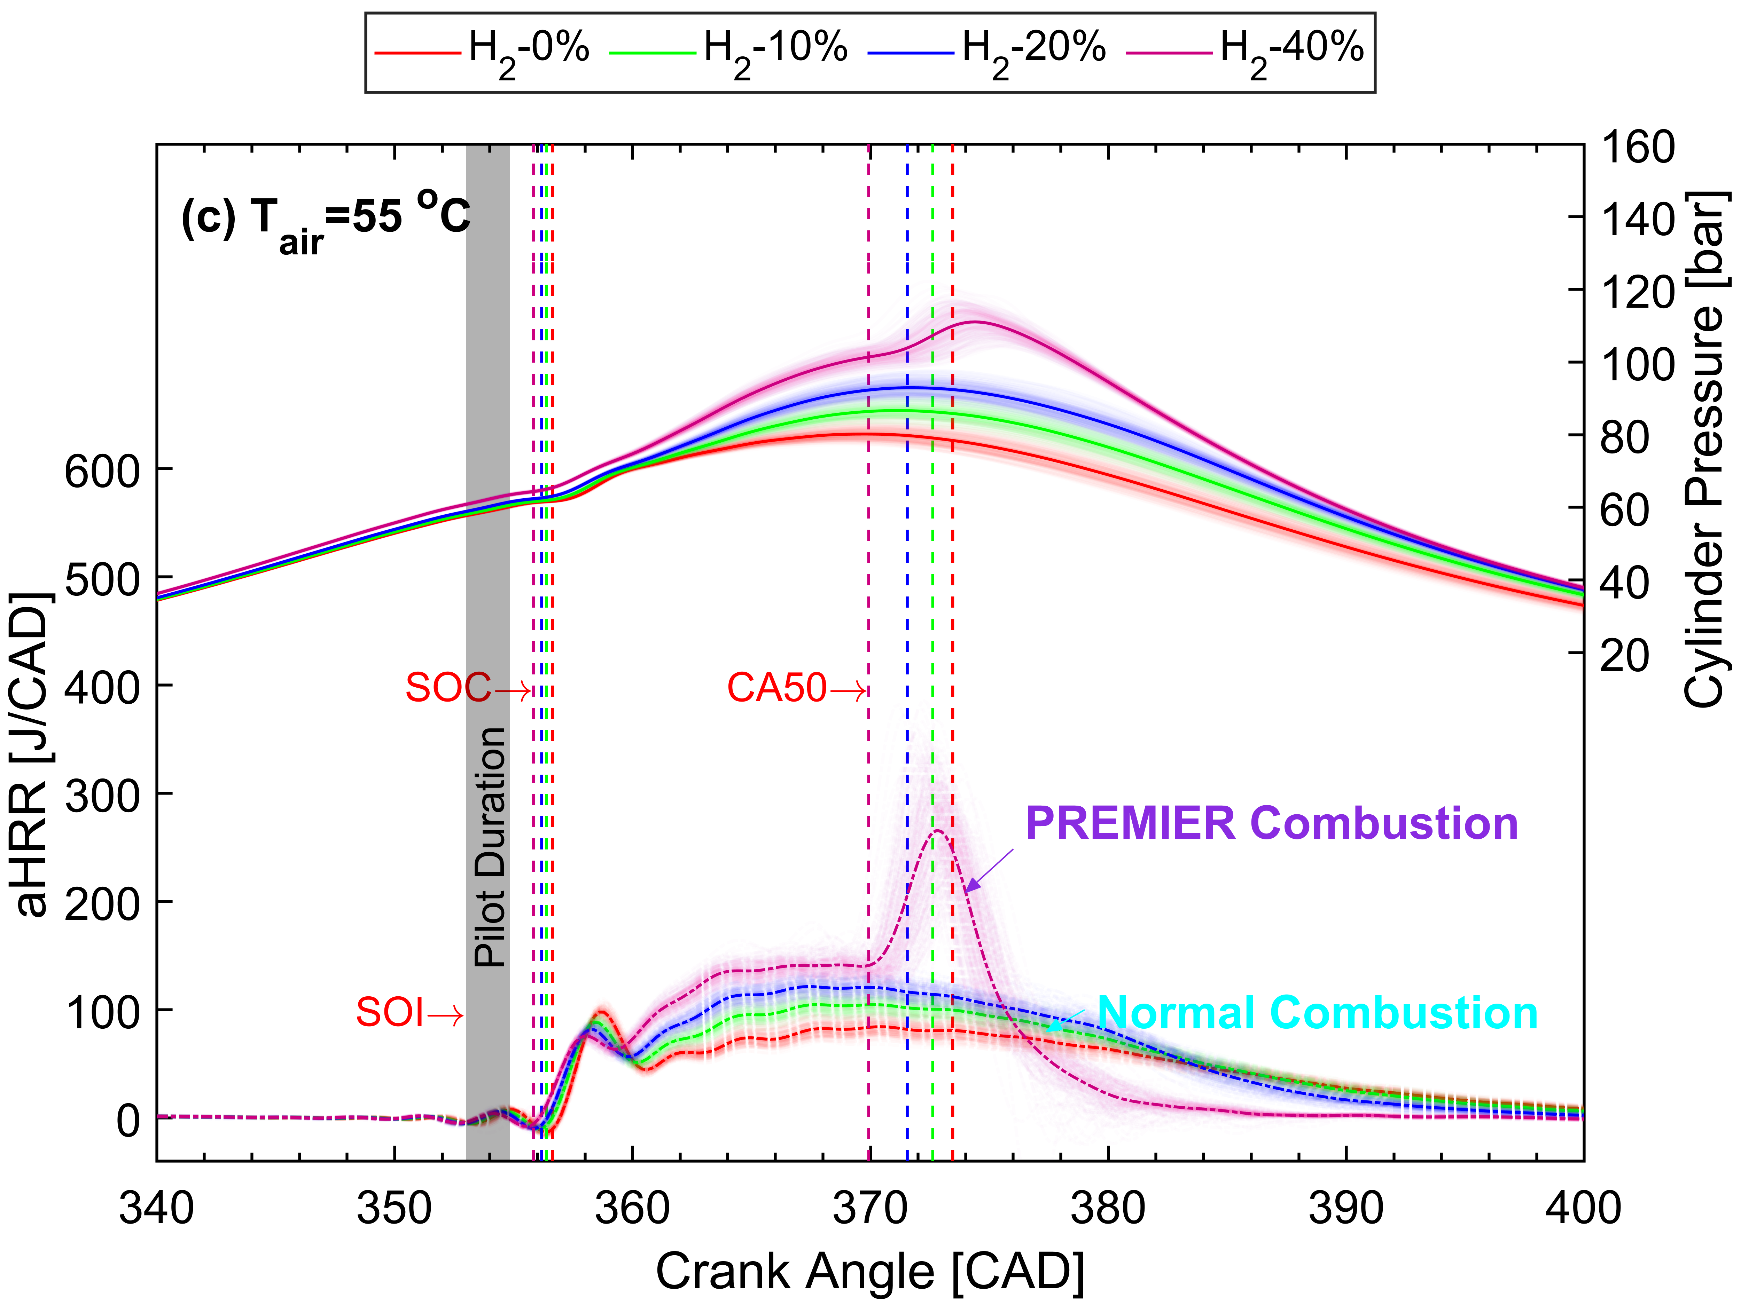 H2-0% H2-10% H2-20% H2-40%
(c) Tair=55 oC
160
140
120
100
80
60
40
20
Cylinder Pressure [bar]
600
500
400
300
200
100
0
aHRR [J/CAD]
SOC→
CA50→
Pilot Duration
SOI→
PREMIER Combustion
Normal Combustion
340 350 360 370 380 390 400
Crank Angle [CAD]